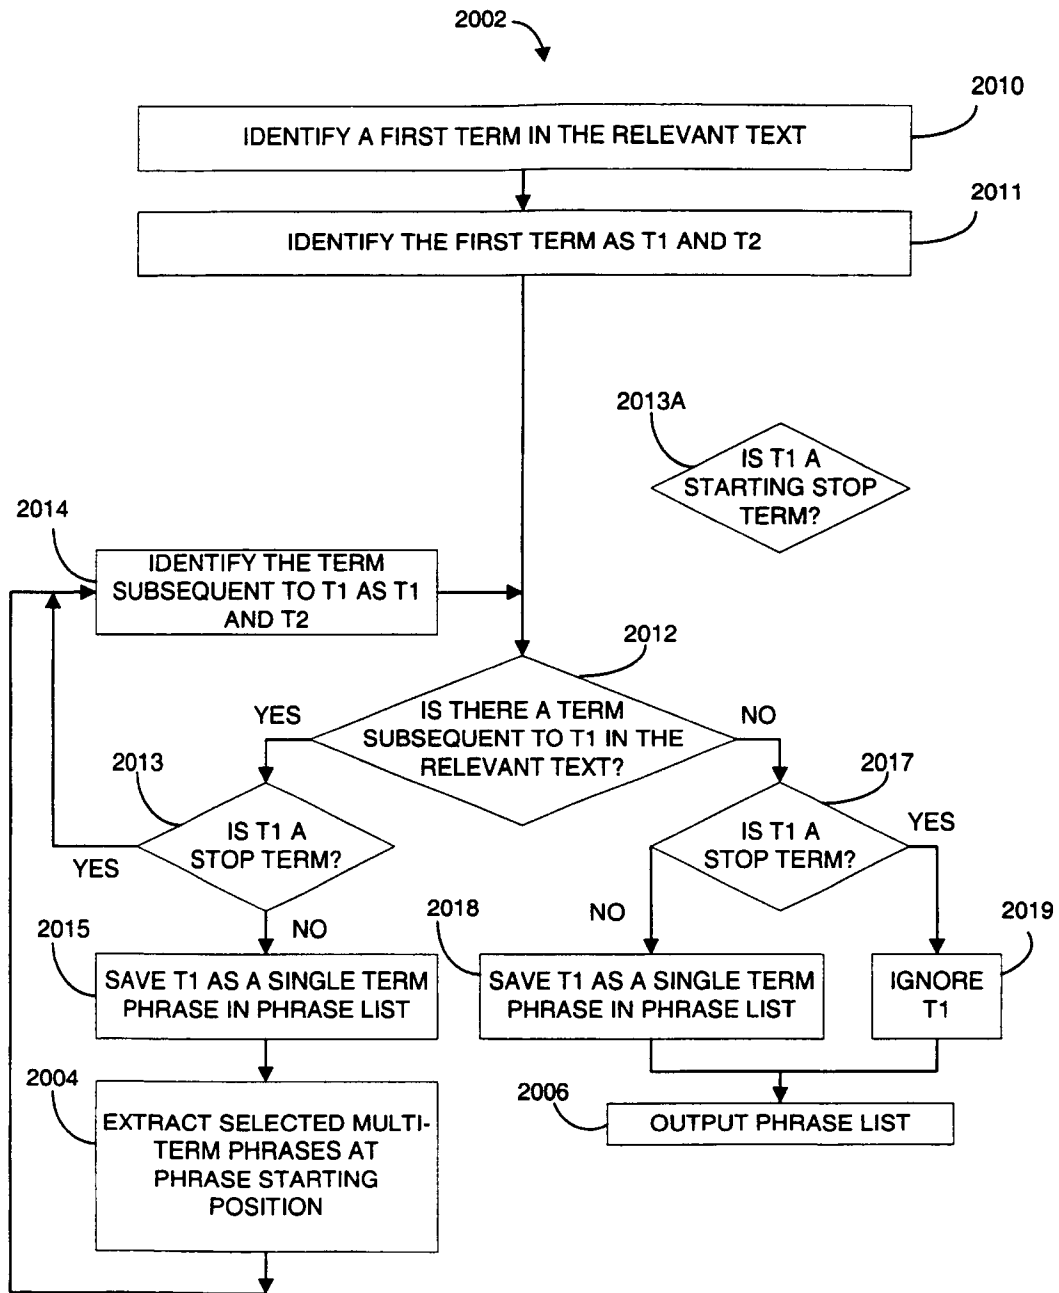 2002
2010
IDENTIFY A FIRST TERM IN THE RELEVANT TEXT
2011
IDENTIFY THE FIRST TERM AS T1 AND T2
2013A
IS T1 A
STARTING STOP
TERM?
2014
IDENTIFY THE TERM
SUBSEQUENT TO T1 AS T1
AND T2
2012
IS THERE A TERM
SUBSEQUENT TO T1 IN THE
RELEVANT TEXT?
YES
NO
2013
IS T1 A
STOP TERM?
YES
NO
2017
IS T1 A
STOP TERM?
YES
NO
2015
SAVE T1 AS A SINGLE TERM
PHRASE IN PHRASE LIST
2018
SAVE T1 AS A SINGLE TERM
PHRASE IN PHRASE LIST
2019
IGNORE
T1
2004
EXTRACT SELECTED MULTI-
TERM PHRASES AT
PHRASE STARTING
POSITION
2006
OUTPUT PHRASE LIST